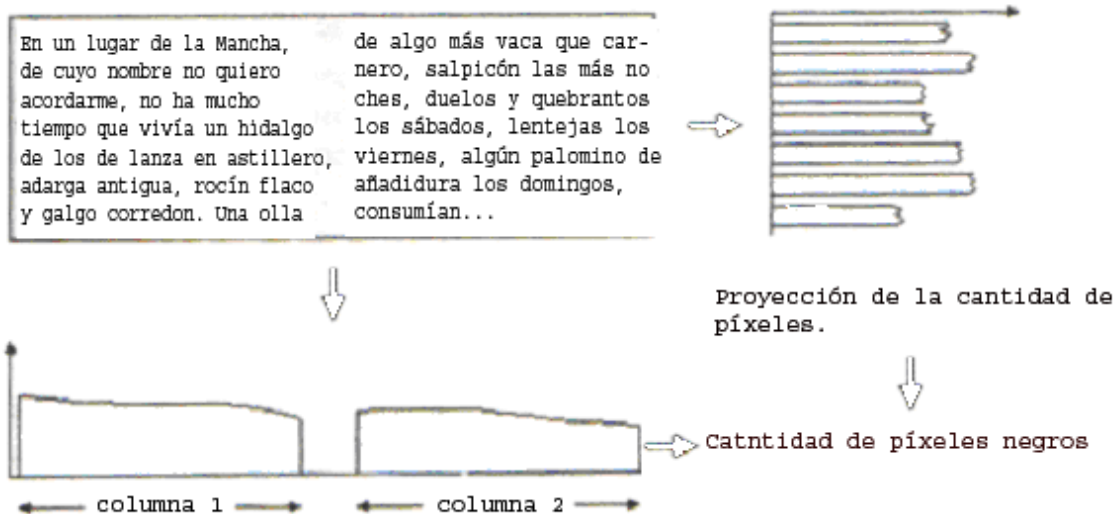 En un lugar de la Mancha,
de cuyo nombre no quiero
acordarme, no ha mucho
tiempo que vivía un hidalgo
de los de lanza en astillero,
adarga antigua, rocín flaco
y galgo corredon. Una olla
de algo más vaca que car-
nero, salpicón las más no
ches, duelos y quebrantos
los sábados, lentejas los
viernes, algún palomino de
añadidura los domingos,
consumían...
Proyección de la cantidad de
píxeles.
Catntidad de píxeles negros
columna 1
columna 2